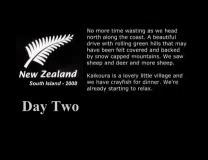 No more time wasting as we head
north along the coast. A beautiful
drive with rolling green hills that may
have been felt covered and backed
by snow capped mountains. We saw
sheep and deer and more sheep.
Kaikoura is a lovely little village and
we have crayfish for dinner. We're
already starting to relax.
New Zealand
South Island - 2008
Day Two